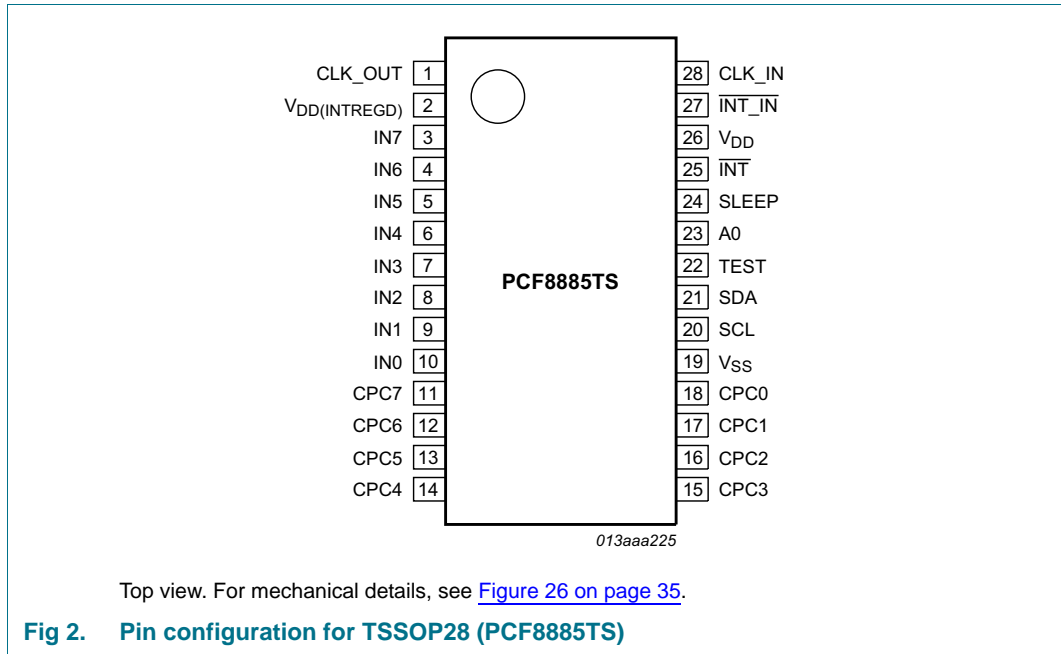 CLK_OUT 1 28 CLK_IN
VDD(INTREGD) 2 27 INT_IN
IN7 3 26 VDD
IN6 4 25 INT
IN5 5 24 SLEEP
IN4 6 23 A0
IN3 7 22 TEST
PCF8885TS
IN2 8 21 SDA
IN1 9 20 SCL
IN0 10 19 VSS
CPC7 11 18 CPC0
CPC6 12 17 CPC1
CPC5 13 16 CPC2
CPC4 14 15 CPC3
013aaa225
Top view. For mechanical details, see Figure 26 on page 35.
Fig 2. Pin configuration for TSSOP28 (PCF8885TS)